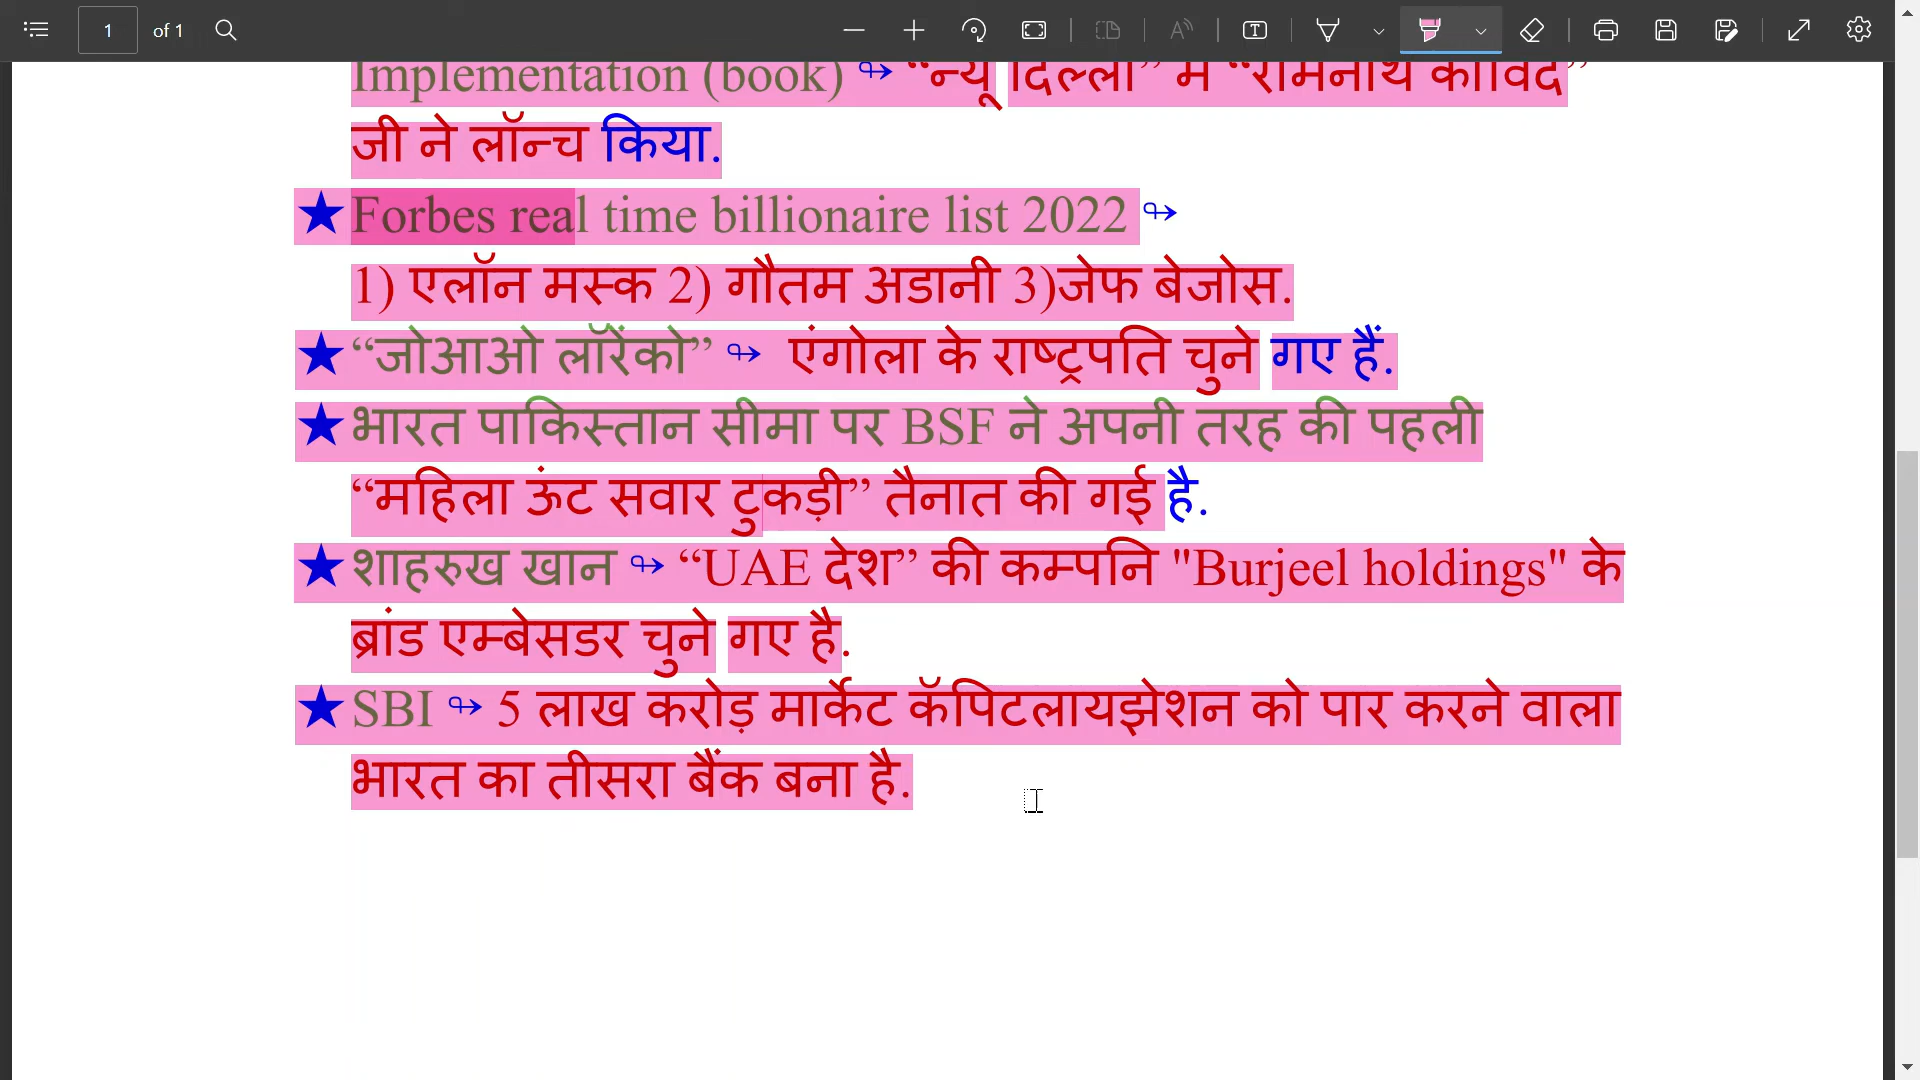 1 of 1
Implementation (book) ↬ “न्यू दिल्ली” में “रामनाथ कोविंद”
जी ने लॉन्च किया.
★ Forbes real time billionaire list 2022 ↬
1) एलॉन मस्क 2) गौतम अडानी 3)जेफ बेजोस.
★ “जोआओ लॉरेंको” ↬ एंगोला के राष्ट्रपति चुने गए हैं.
★ भारत पाकिस्तान सीमा पर BSF ने अपनी तरह की पहली
“महिला ऊंट सवार टुकड़ी” तैनात की गई है.
★ शाहरुख खान ↬ “UAE देश” की कम्पनि "Burjeel holdings" के
ब्रांड एम्बेसडर चुने गए है.
★ SBI ↬ 5 लाख करोड़ मार्केट कॅपिटलायझेशन को पार करने वाला
भारत का तीसरा बैंक बना है.